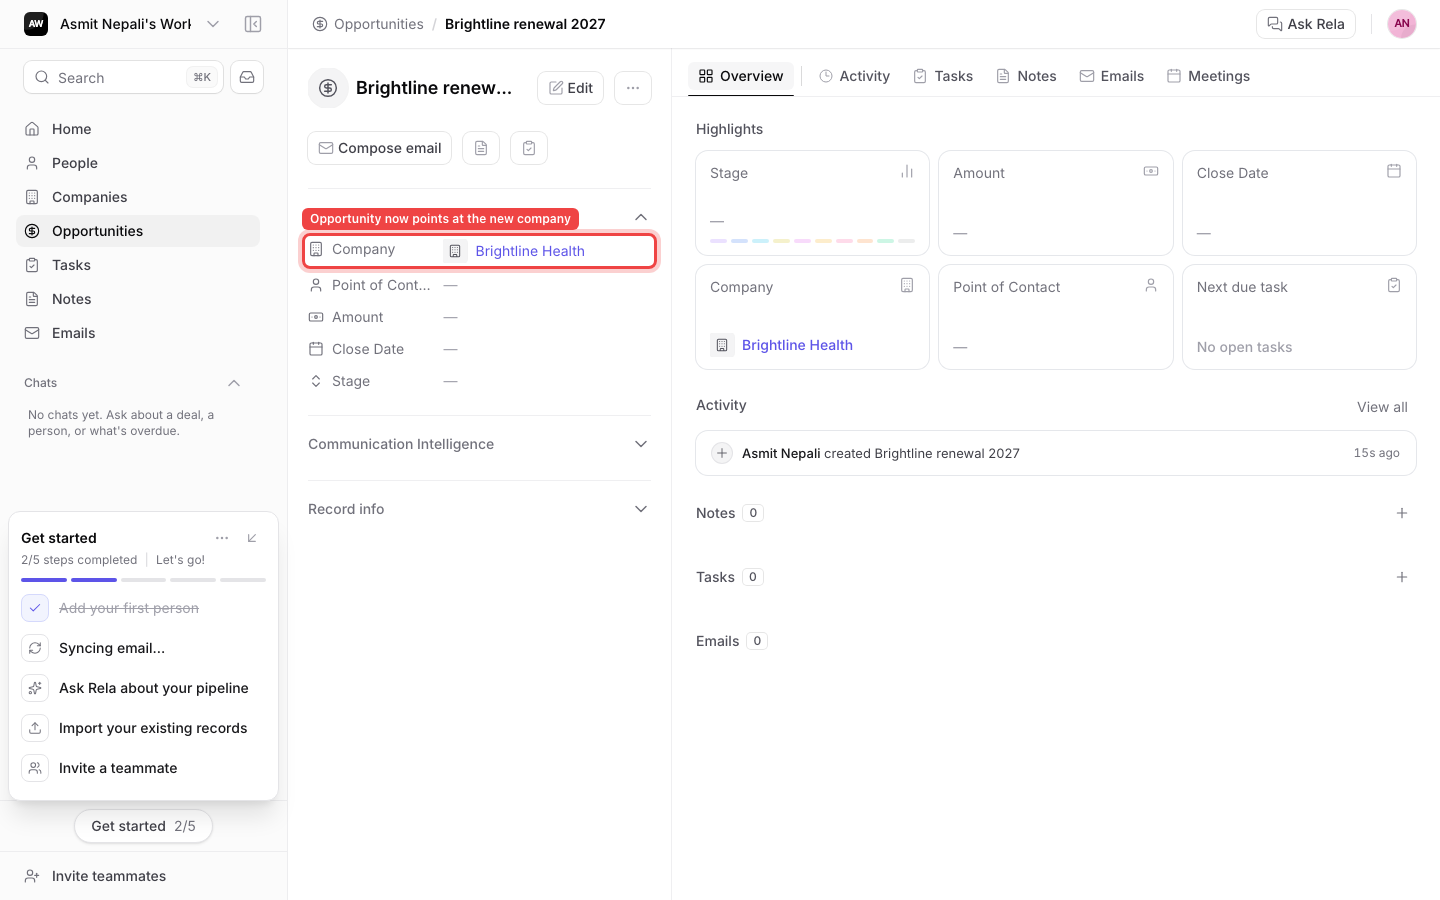 AW Asmit Nepali's Work
Search ⌘K
Home
People
Companies
Opportunities
Tasks
Notes
Emails
Chats
No chats yet. Ask about a deal, a
person, or what's overdue.
Get started
2/5 steps completed Let's go!
Add your first person
Syncing email...
Ask Rela about your pipeline
Import your existing records
Invite a teammate
Get started 2/5
Invite teammates
Opportunities / Brightline renewal 2027
Ask Rela
AN
Brightline renew...
Edit
Compose email
Opportunity now points at the new company
Company Brightline Health
Point of Cont... —
Amount —
Close Date —
Stage —
Communication Intelligence
Record info
Overview Activity Tasks Notes Emails Meetings
Highlights
Stage
—
Amount
—
Close Date
—
Company
Brightline Health
Point of Contact
—
Next due task
No open tasks
Activity View all
Asmit Nepali created Brightline renewal 2027 15s ago
Notes 0
Tasks 0
Emails 0